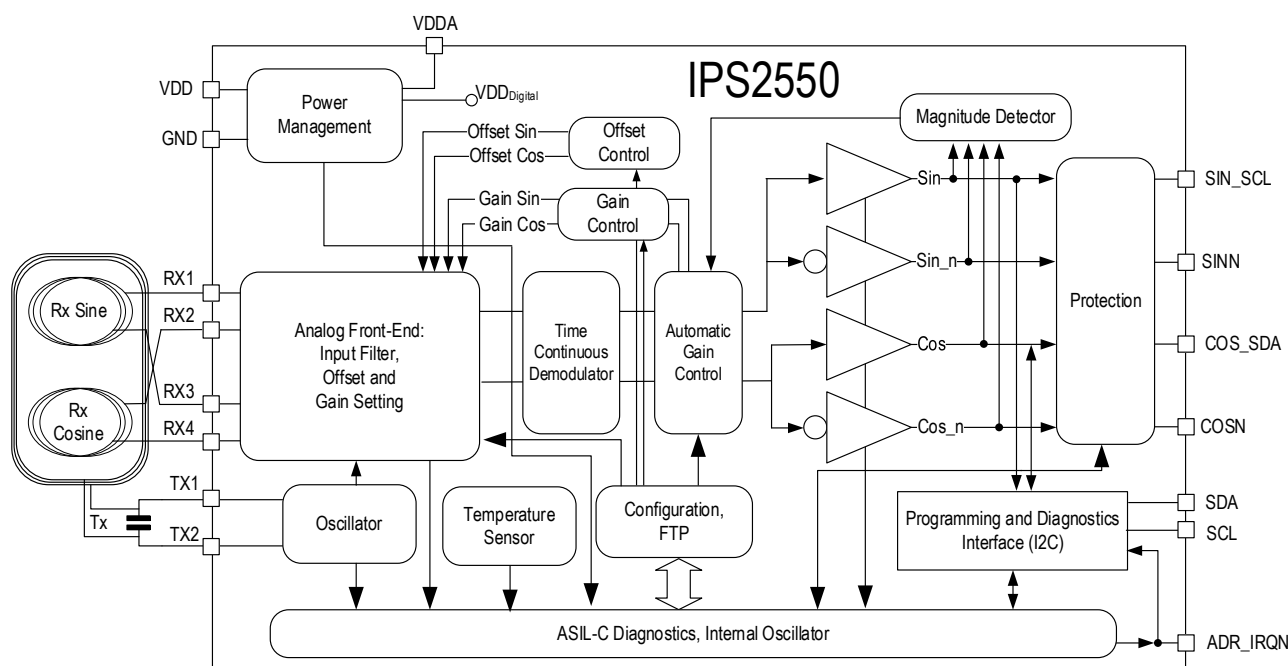 VDDA
IPS2550
VDD
GND
Power
Management
VDDDigital
Offset Sin
Offset Cos
Offset
Control
Gain Sin
Gain Cos
Gain
Control
Magnitude Detector
Sin
Sin_n
Cos
Cos_n
Protection
SIN_SCL
SINN
COS_SDA
COSN
Rx Sine
Rx
Cosine
RX1
RX2
RX3
RX4
Analog Front-End:
Input Filter,
Offset and
Gain Setting
Time
Continuous
Demodulator
Automatic
Gain
Control
Tx
TX1
TX2
Oscillator
Temperature
Sensor
Configuration,
FTP
Programming and Diagnostics
Interface (I2C)
SDA
SCL
ASIL-C Diagnostics, Internal Oscillator
ADR_IRQN